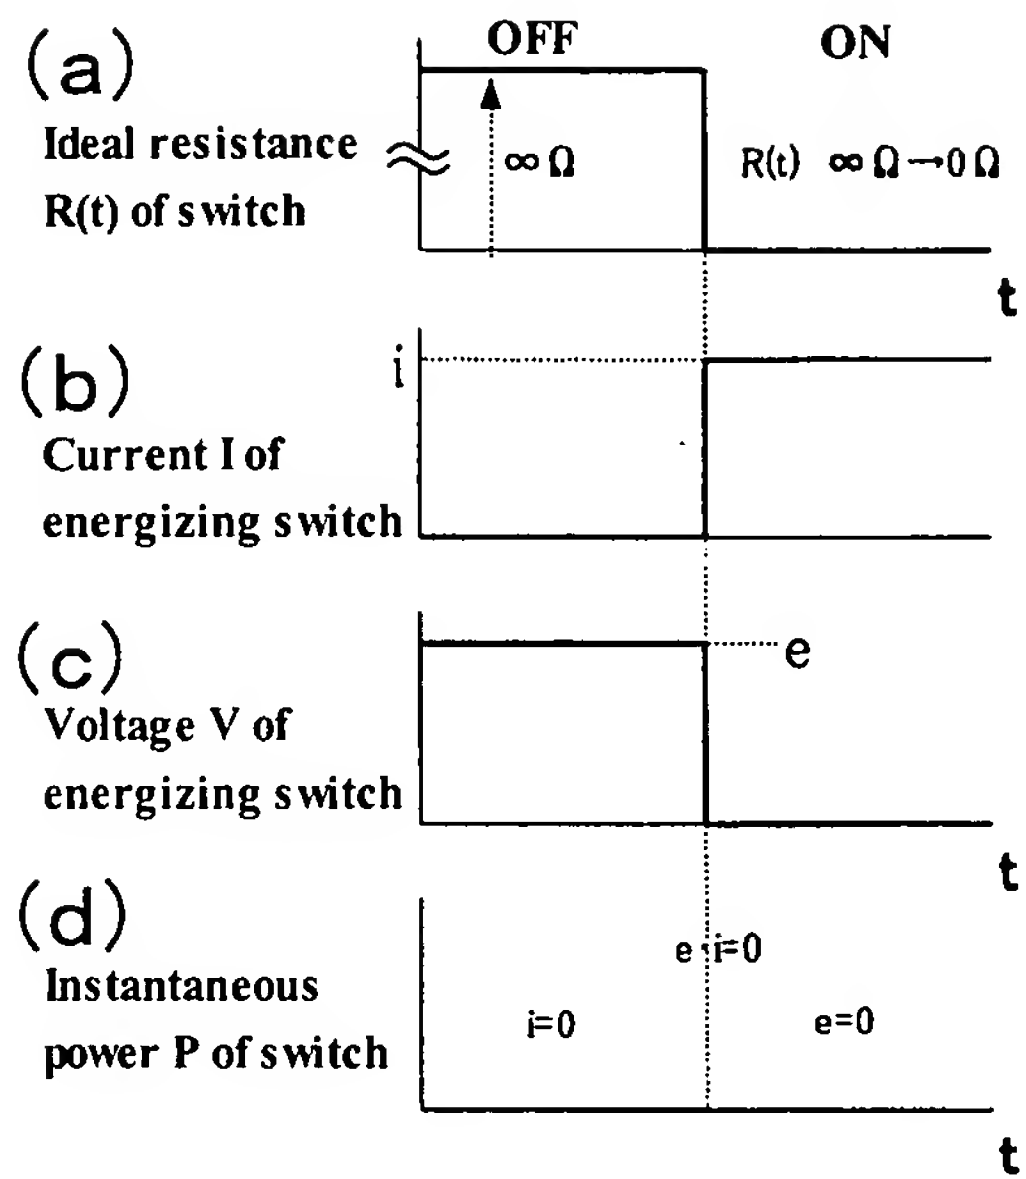 OFF
ON
(a)
Ideal resistance
R(t) of switch
∞ Ω
R(t) ∞ Ω→0 Ω
t
(b)
i
Current I of
energizing switch
(c)
e
Voltage V of
energizing switch
t
(d)
e · i=0
Instantaneous
power P of switch
i=0
e=0
t